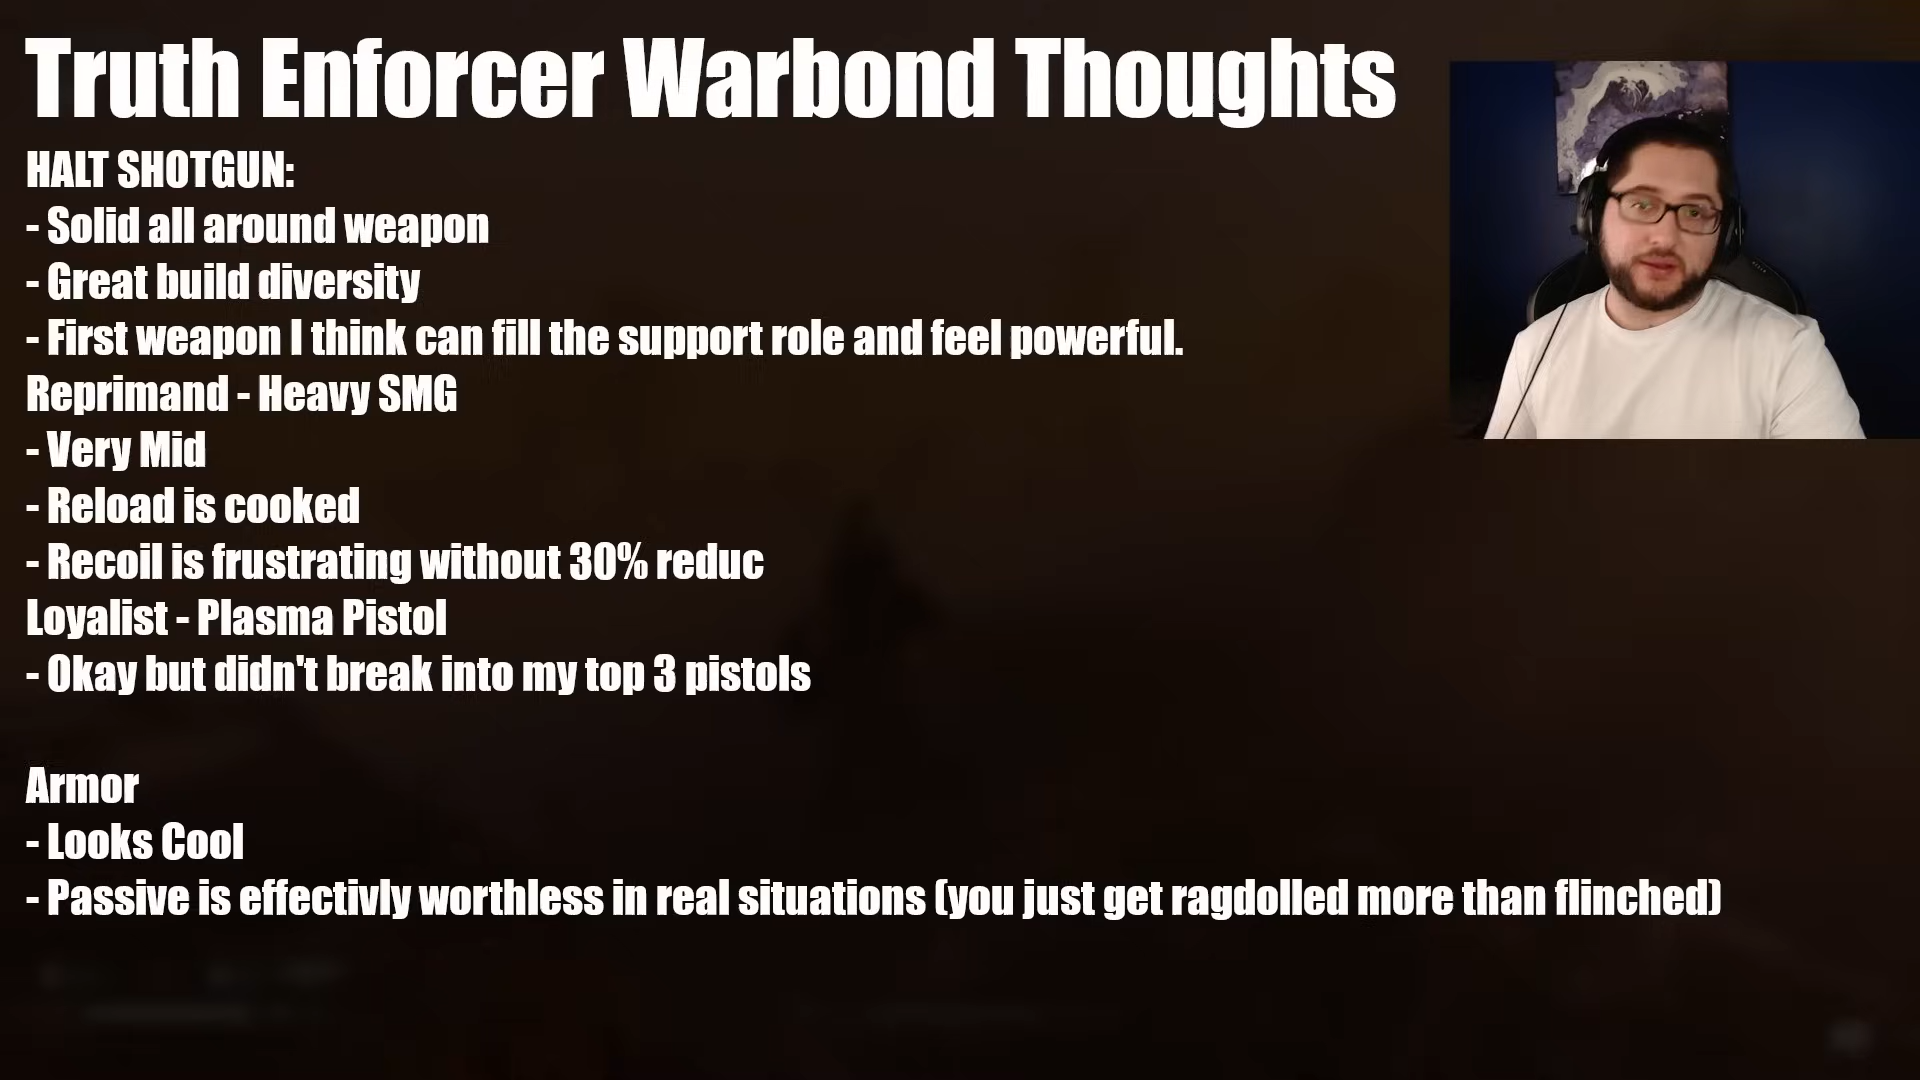 Truth Enforcer Warbond Thoughts
HALT SHOTGUN:
- Solid all around weapon
- Great build diversity
- First weapon I think can fill the support role and feel powerful.
Reprimand - Heavy SMG
- Very Mid
- Reload is cooked
- Recoil is frustrating without 30% reduc
Loyalist - Plasma Pistol
- Okay but didn't break into my top 3 pistols
Armor
- Looks Cool
- Passive is effectivly worthless in real situations (you just get ragdolled more than flinched)